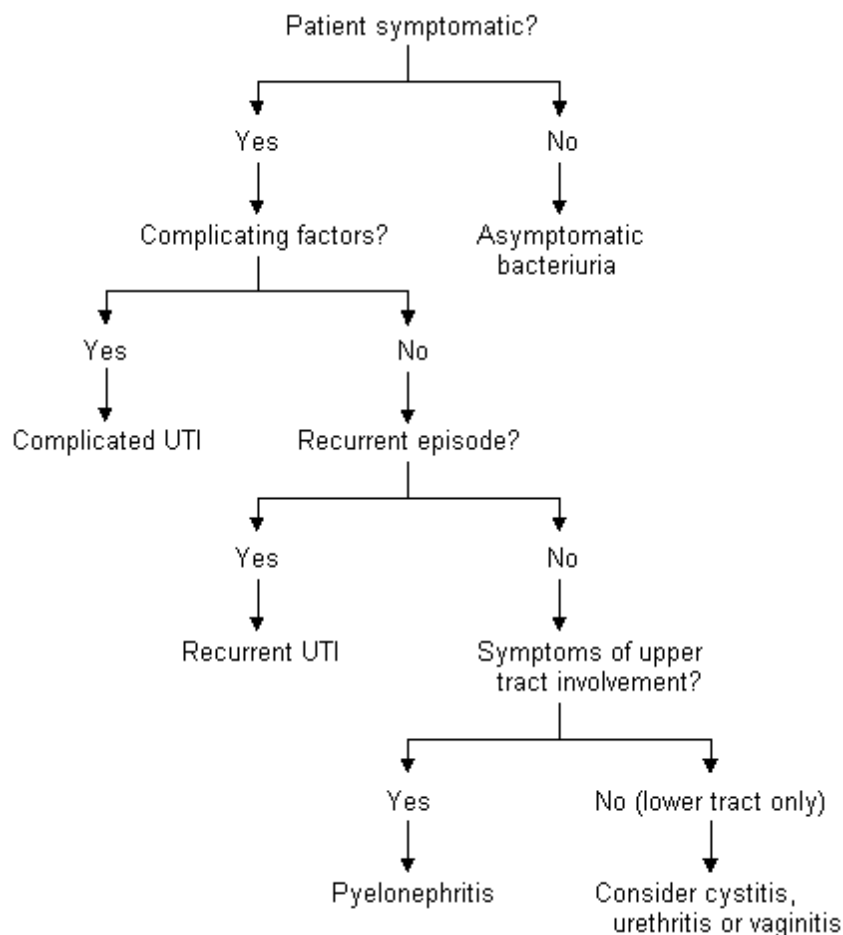 Patient symptomatic?
Yes
No
Complicating factors?
Asymptomatic
bacteriuria
Yes
No
Complicated UTI
Recurrent episode?
Yes
No
Recurrent UTI
Symptoms of upper
tract involvement?
Yes
No (lower tract only)
Pyelonephritis
Consider cystitis,
urethritis or vaginitis